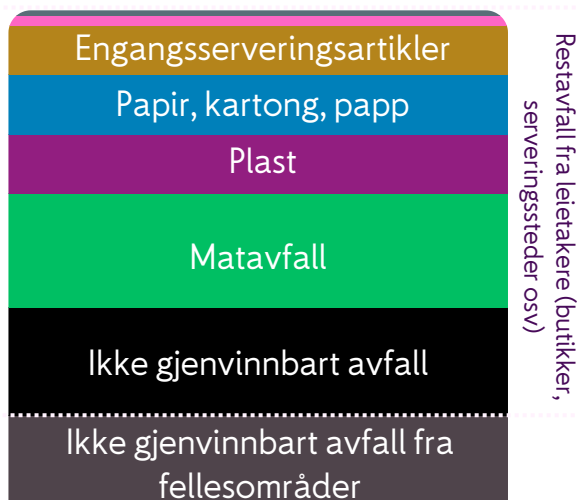 Engangsserveringsartikler
Papir, kartong, papp
Plast
Matavfall
Ikke gjenvinnbart avfall
Ikke gjenvinnbart avfall fra
fellesområder
Restavfall fra leietakere (butikker,
serveringssteder osv)